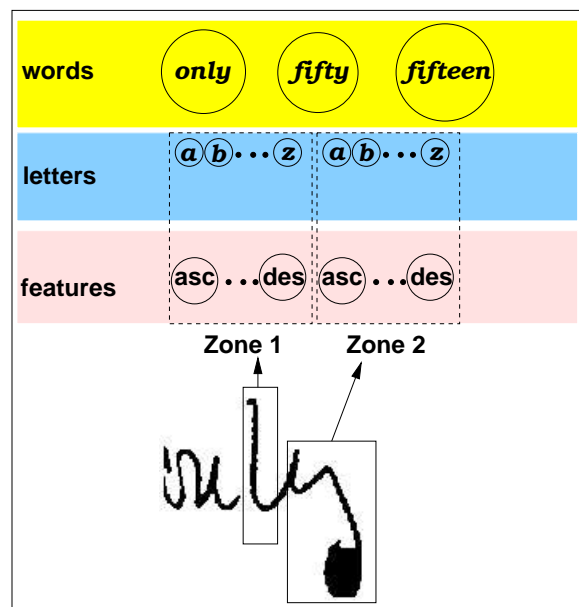 words only fifty fifteen
letters a b ••• z a b ••• z
features asc ••• des asc ••• des
Zone 1 Zone 2
only